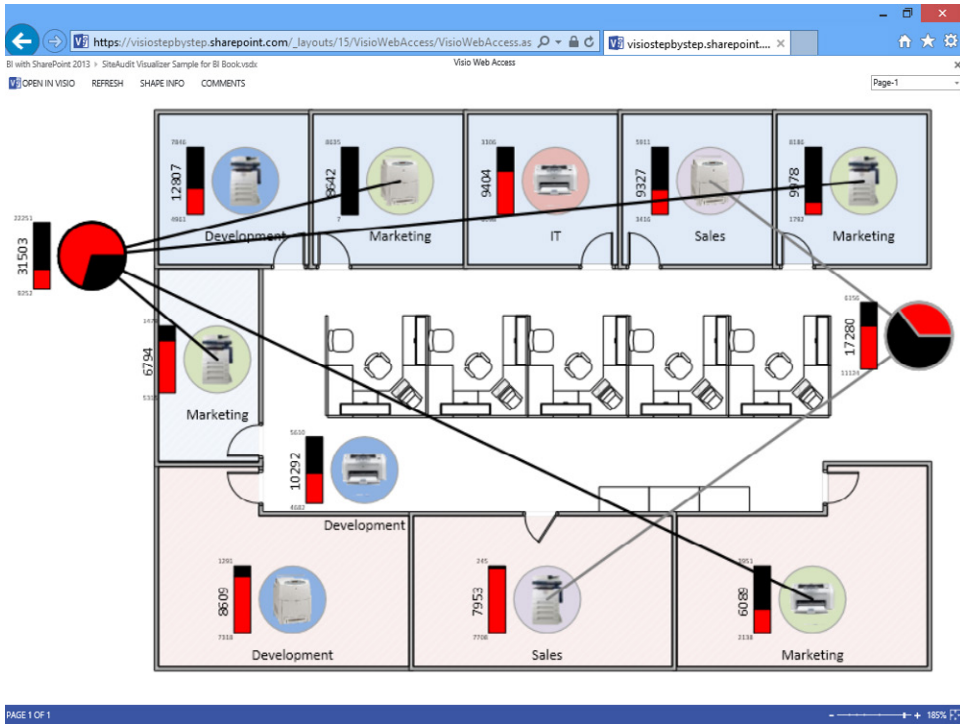 https://visiostepbystep.sharepoint.com/_layouts/15/VisioWebAccess/VisioWebAccess.as
visiostepbystep.sharepoint....
BI with SharePoint 2013 › SiteAudit Visualizer Sample for BI Book.vsdx
Visio Web Access
OPEN IN VISIO REFRESH SHAPE INFO COMMENTS
Page-1
7846 8635 3306 5911 8186
12807 8642 9404 9327 9978
4961 7 3416 1792
Development Marketing IT Sales Marketing
22251
31503
9252
6794
5315
Marketing
6156
17280
11124
5610
10292
4682
Development
1291 245 3951
8609 7953 6089
7318 7708 2138
Development Sales Marketing
PAGE 1 OF 1
185%